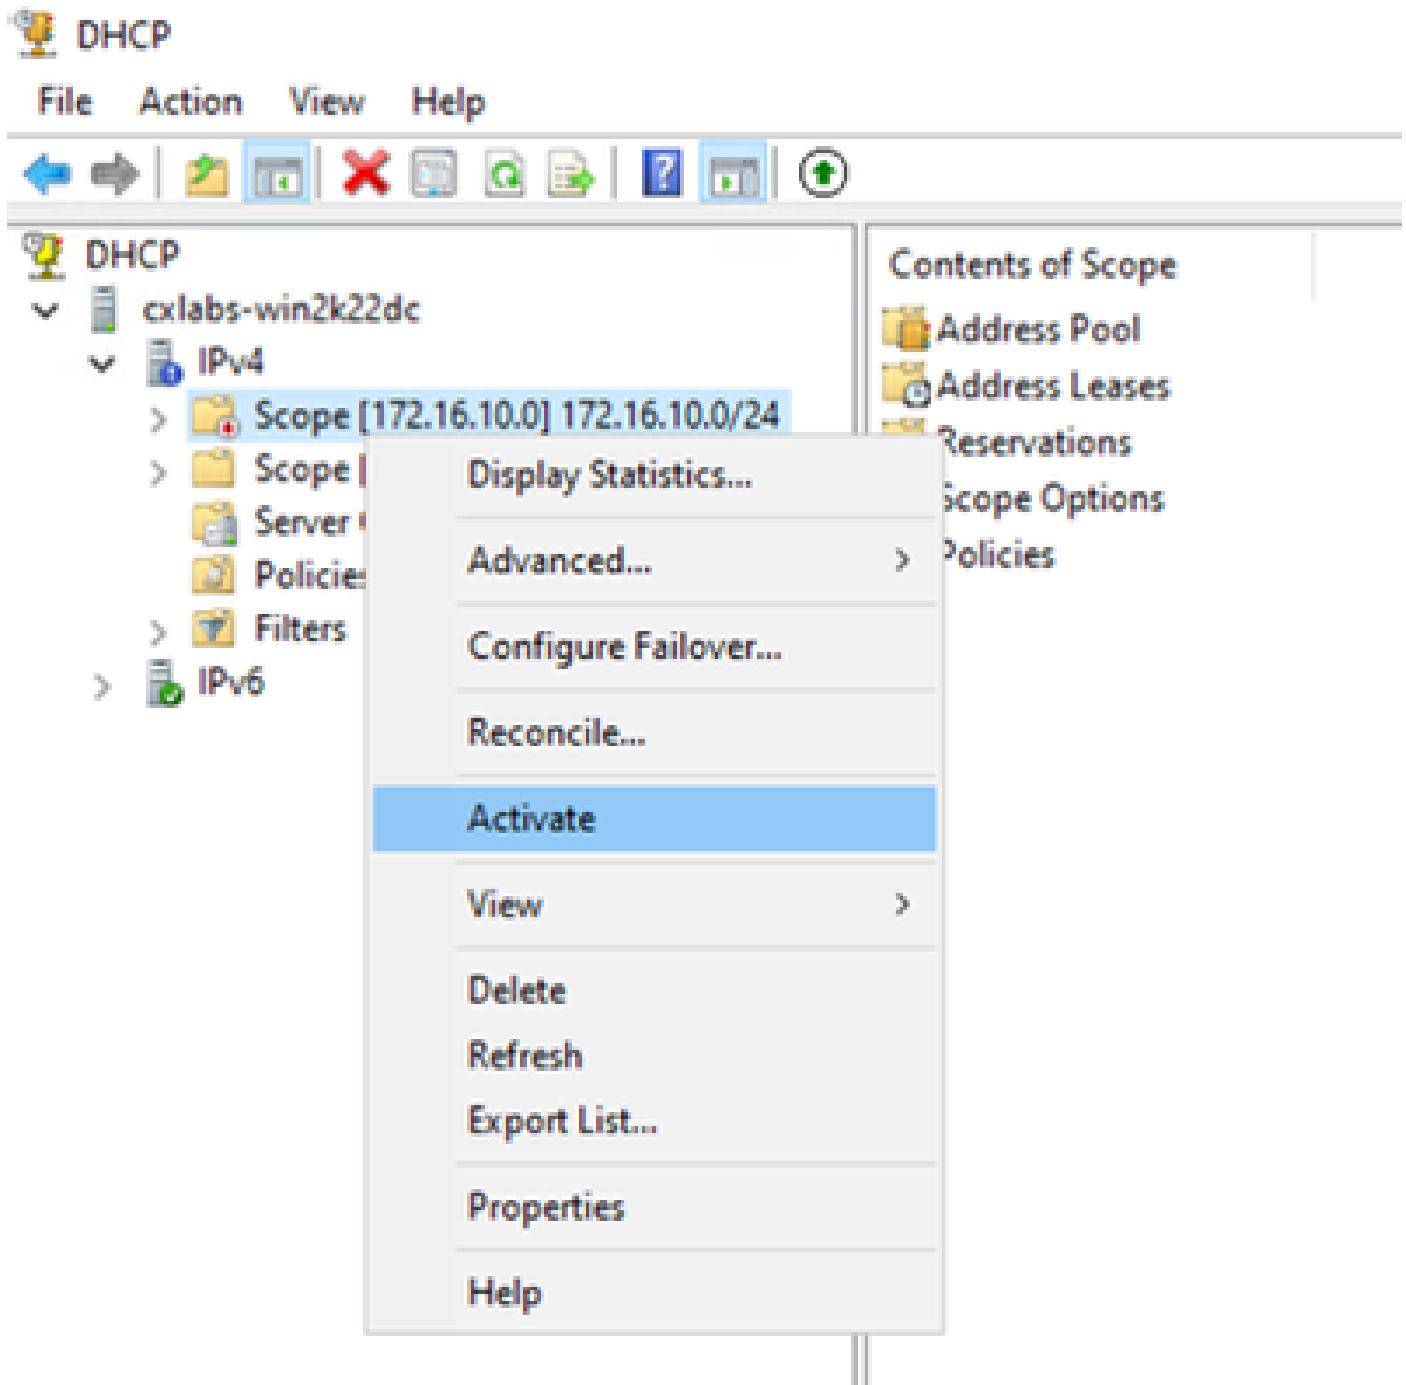 DHCP
File Action View Help
DHCP
cxlabs-win2k22dc
IPv4
Scope [172.16.10.0] 172.16.10.0/24
Scope [
Server
Policies
Filters
IPv6
Contents of Scope
Address Pool
Address Leases
Reservations
Scope Options
Policies
Display Statistics...
Advanced...
Configure Failover...
Reconcile...
Activate
View
Delete
Refresh
Export List...
Properties
Help